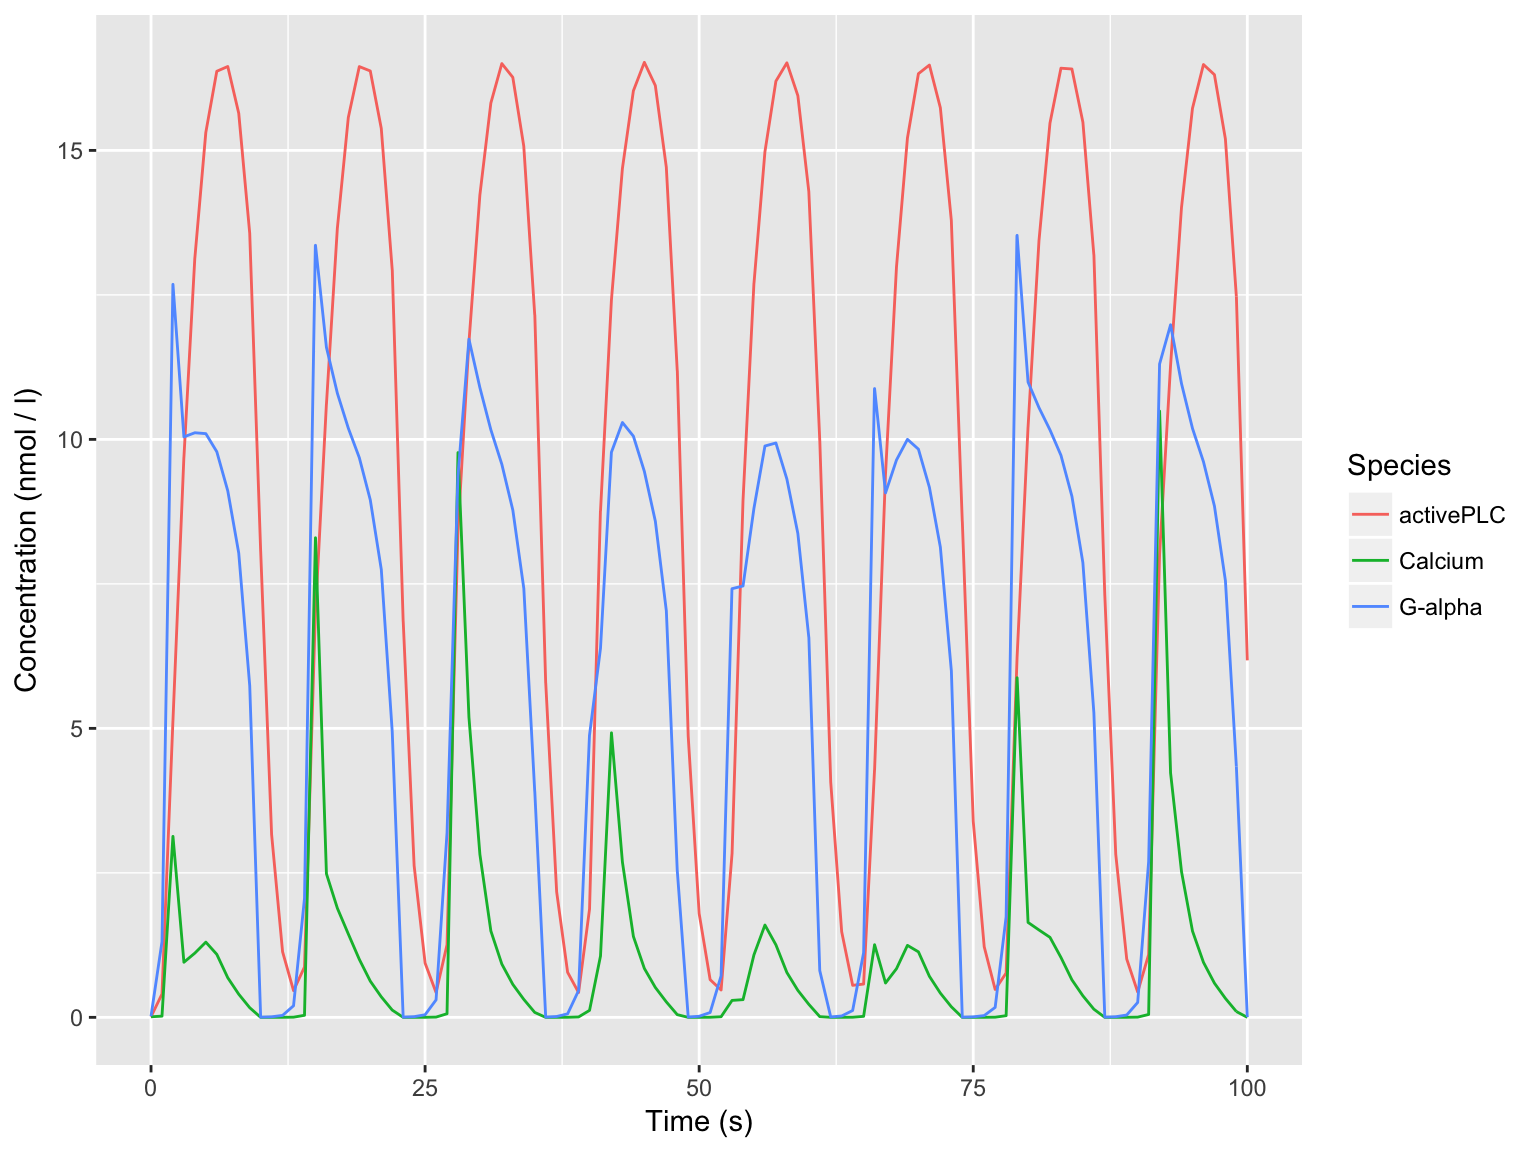 Concentration (nmol / l)
15
10
5
0
0 25 50 75 100
Time (s)
Species
activePLC
Calcium
G-alpha